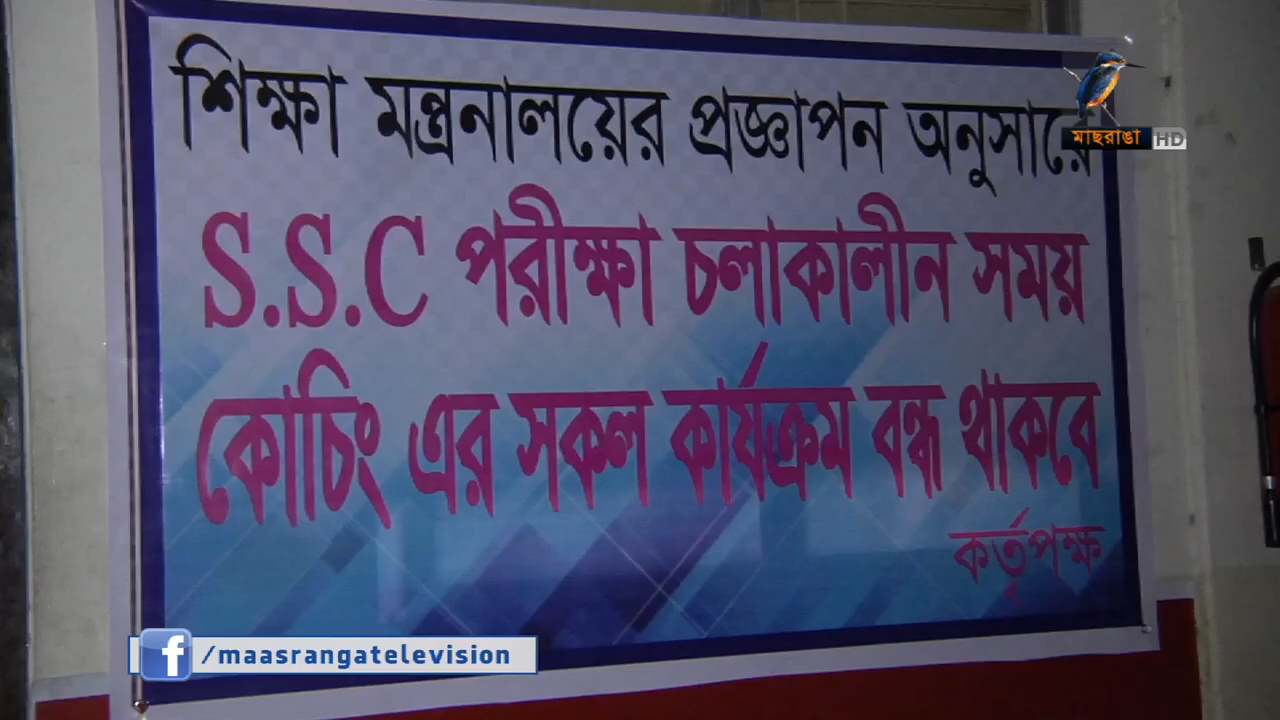 শিক্ষা মন্ত্রনালয়ের প্রজ্ঞাপন অনুসারে
মাছরাঙা HD
S.S.C পরীক্ষা চলাকালীন সময়
কোচিং এর সকল কার্যক্রম বন্ধ থাকবে
কর্তৃপক্ষ
f /maasrangatelevision